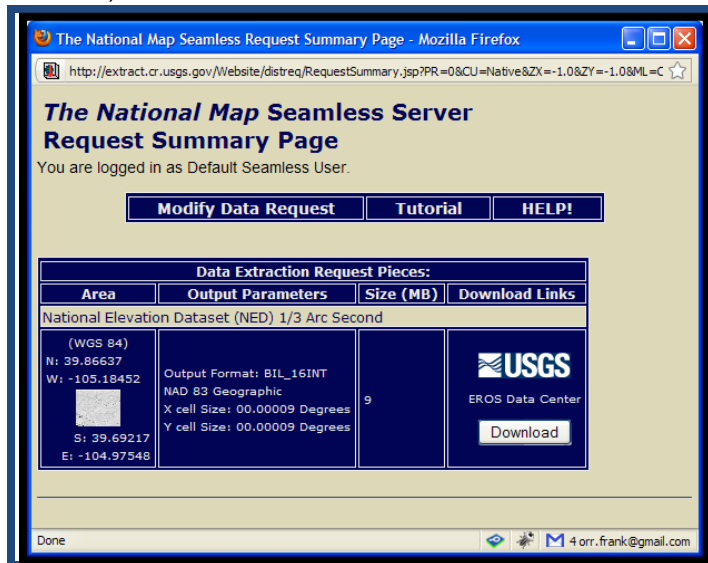 The National Map Seamless Request Summary Page - Mozilla Firefox
http://extract.cr.usgs.gov/Website/distreq/RequestSummary.jsp?PR=0&CU=Native&ZX=-1.0&ZY=-1.0&ML=C
The National Map Seamless Server
Request Summary Page
You are logged in as Default Seamless User.
Modify Data Request Tutorial HELP!
Data Extraction Request Pieces:
Area Output Parameters Size (MB) Download Links
National Elevation Dataset (NED) 1/3 Arc Second
(WGS 84)
N: 39.86637
W: -105.18452
S: 39.69217
E: -104.97548
Output Format: BIL_16INT
NAD 83 Geographic
X cell Size: 00.00009 Degrees
Y cell Size: 00.00009 Degrees
9
USGS
EROS Data Center
Download
Done
4 orr.frank@gmail.com